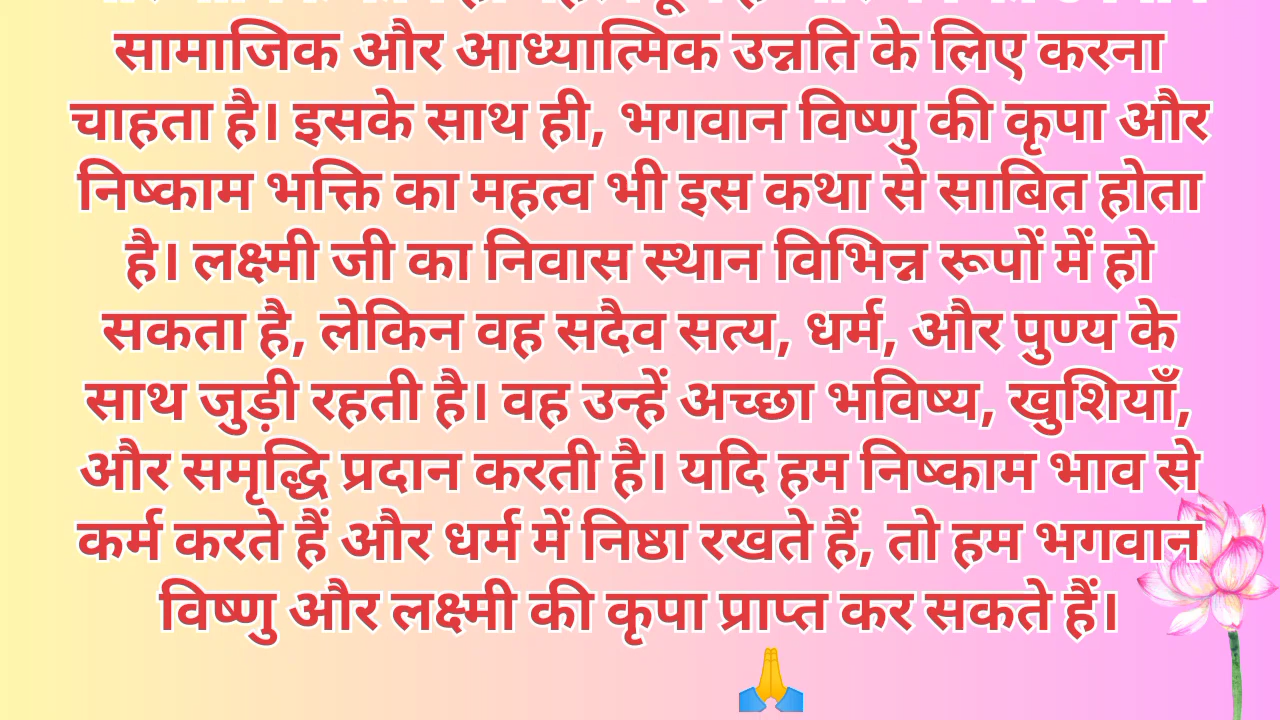 सामाजिक और आध्यात्मिक उन्नति के लिए करना
चाहता है। इसके साथ ही, भगवान विष्णु की कृपा और
निष्काम भक्ति का महत्व भी इस कथा से साबित होता
है। लक्ष्मी जी का निवास स्थान विभिन्न रूपों में हो
सकता है, लेकिन वह सदैव सत्य, धर्म, और पुण्य के
साथ जुड़ी रहती है। वह उन्हें अच्छा भविष्य, खुशियाँ,
और समृद्धि प्रदान करती है। यदि हम निष्काम भाव से
कर्म करते हैं और धर्म में निष्ठा रखते हैं, तो हम भगवान
विष्णु और लक्ष्मी की कृपा प्राप्त कर सकते हैं।